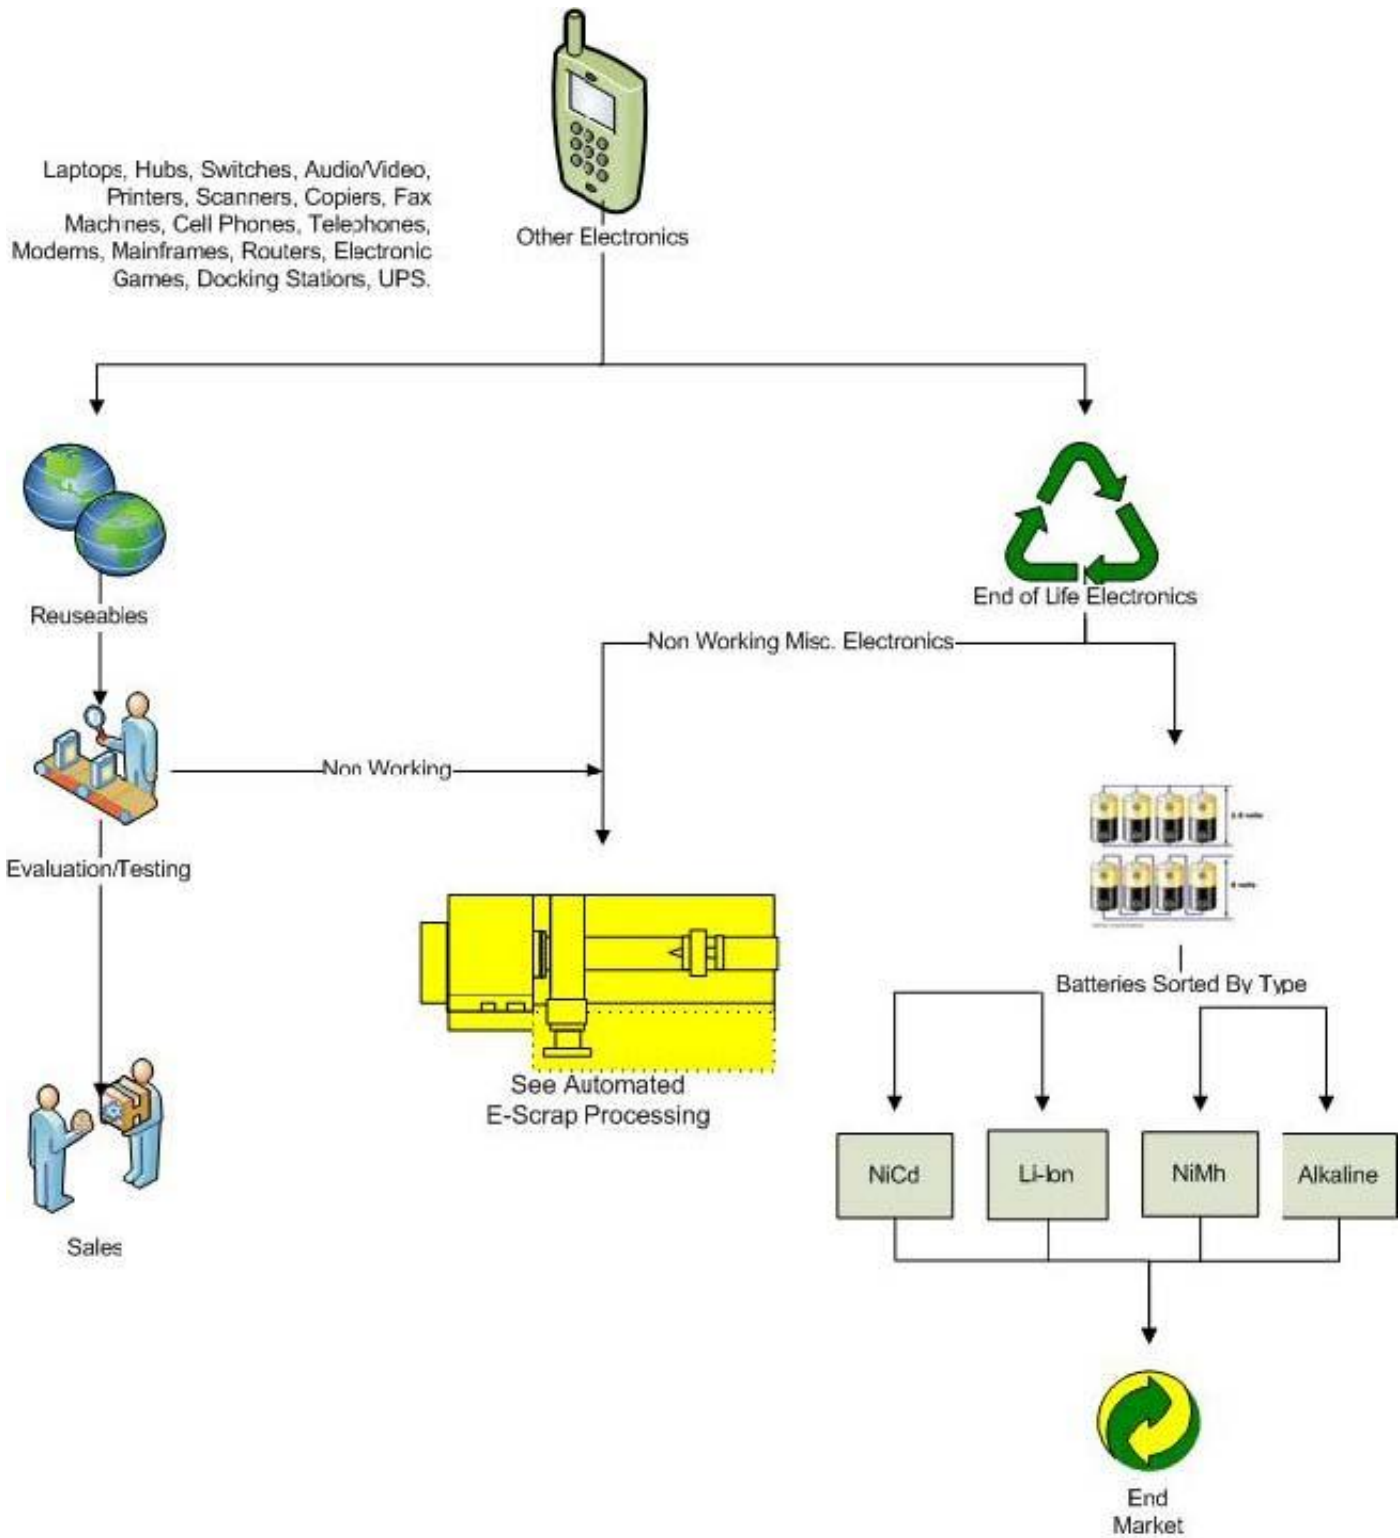 Laptops, Hubs, Switches, Audio/Video,
Printers, Scanners, Copiers, Fax
Machines, Cell Phones, Telephones,
Modems, Mainframes, Routers, Electronic
Games, Docking Stations, UPS.
Other Electronics
Reuseables
End of Life Electronics
Non Working Misc. Electronics
Non Working
Evaluation/Testing
6 volts
Batteries Sorted By Type
See Automated
E-Scrap Processing
NiCd
Li-Ion
NiMh
Alkaline
Sales
End
Market